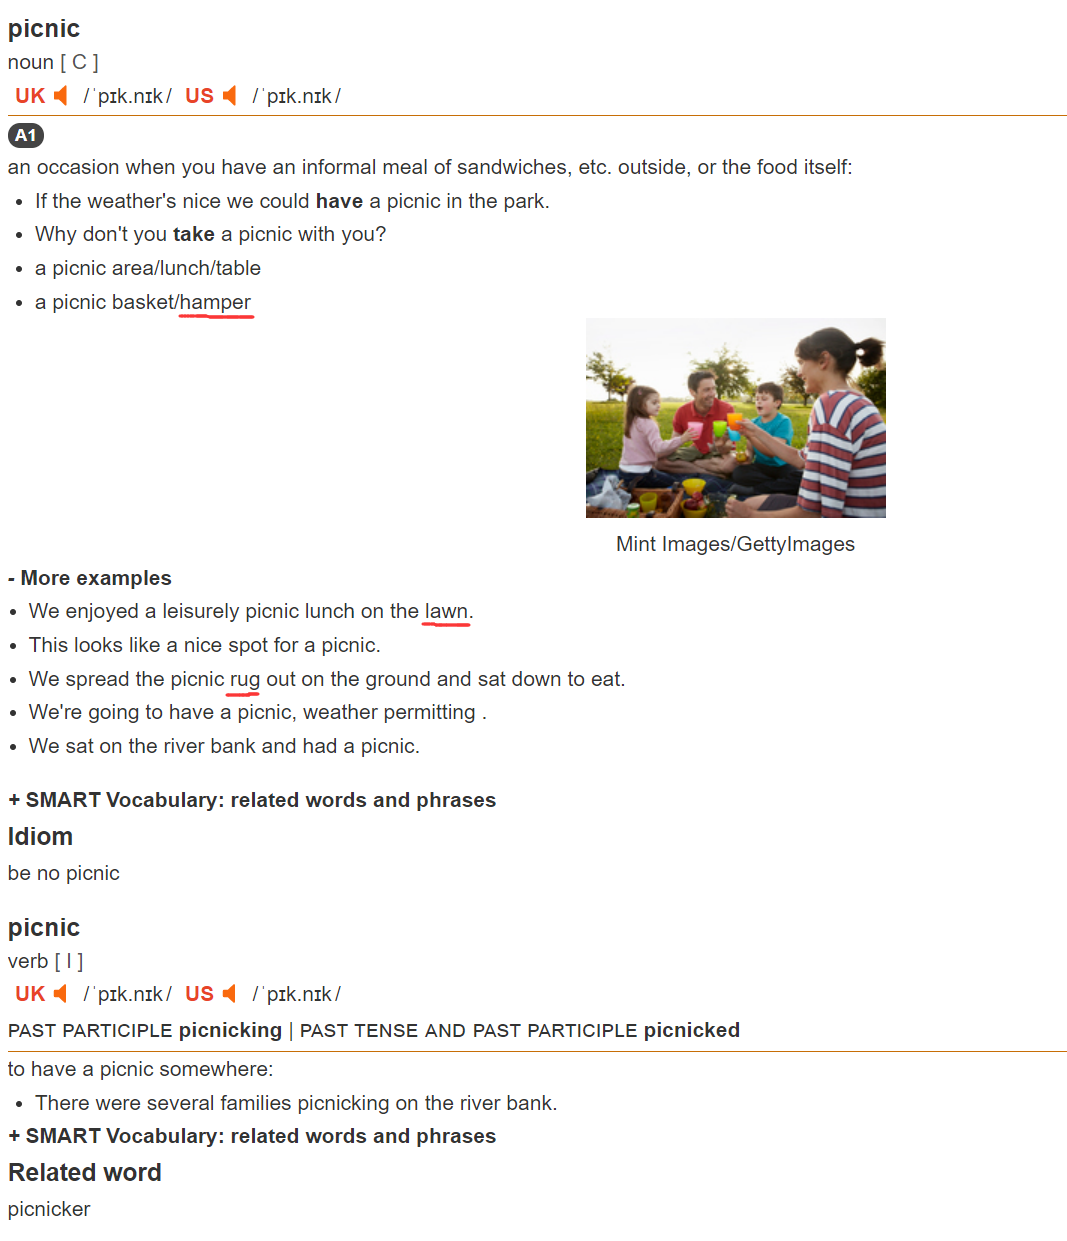 picnic
noun [ C ]
UK /ˈpɪk.nɪk/ US /ˈpɪk.nɪk/
A1
an occasion when you have an informal meal of sandwiches, etc. outside, or the food itself:
• If the weather's nice we could have a picnic in the park.
• Why don't you take a picnic with you?
• a picnic area/lunch/table
• a picnic basket/hamper
Mint Images/GettyImages
- More examples
• We enjoyed a leisurely picnic lunch on the lawn.
• This looks like a nice spot for a picnic.
• We spread the picnic rug out on the ground and sat down to eat.
• We're going to have a picnic, weather permitting .
• We sat on the river bank and had a picnic.
+ SMART Vocabulary: related words and phrases
Idiom
be no picnic
picnic
verb [ I ]
UK /ˈpɪk.nɪk/ US /ˈpɪk.nɪk/
PAST PARTICIPLE picnicking | PAST TENSE AND PAST PARTICIPLE picnicked
to have a picnic somewhere:
• There were several families picnicking on the river bank.
+ SMART Vocabulary: related words and phrases
Related word
picnicker